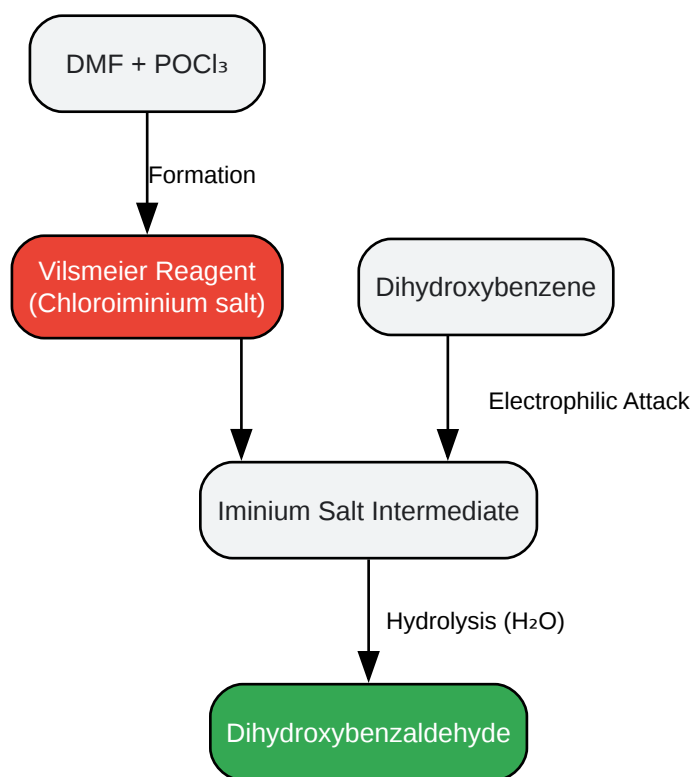 DMF + POCl₃
Formation
Vilsmeier Reagent
(Chloroiminium salt)
Dihydroxybenzene
Electrophilic Attack
Iminium Salt Intermediate
Hydrolysis (H₂O)
Dihydroxybenzaldehyde